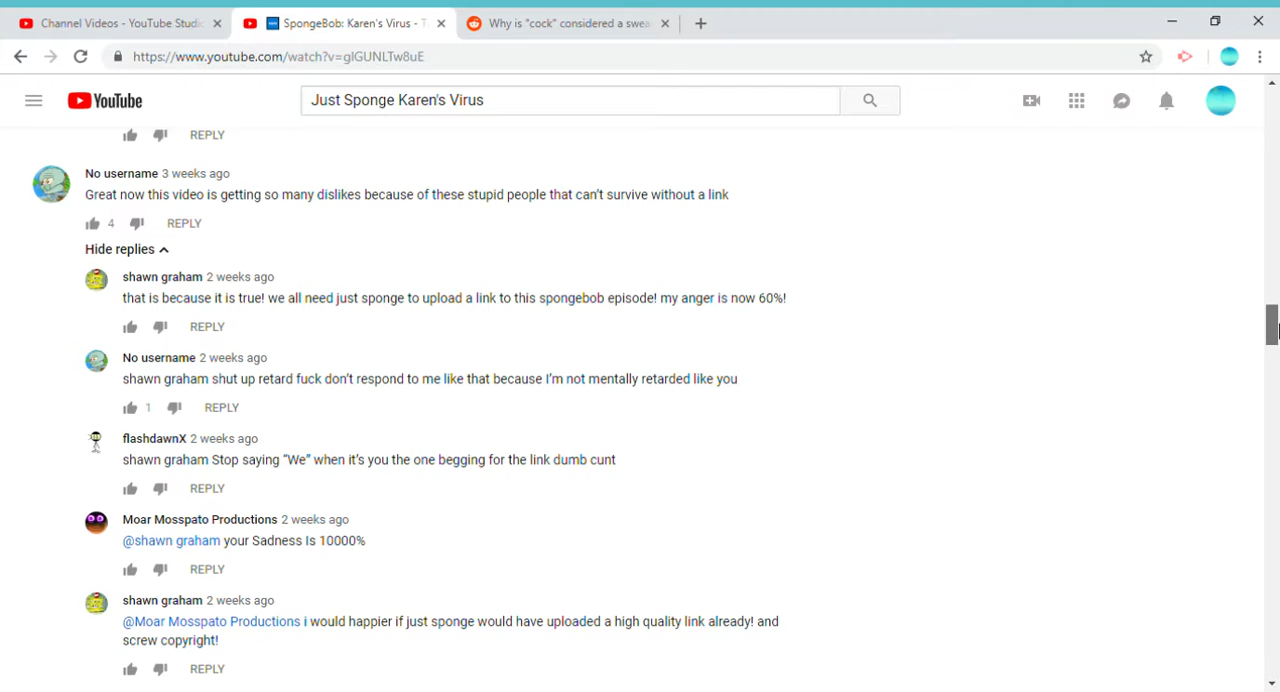 Channel Videos - YouTube Studio
SpongeBob: Karen's Virus - T
Why is "cock" considered a swea
https://www.youtube.com/watch?v=glGUNLTw8uE
YouTube
Just Sponge Karen's Virus
REPLY
No username 3 weeks ago
Great now this video is getting so many dislikes because of these stupid people that can't survive without a link
4 REPLY
Hide replies
shawn graham 2 weeks ago
that is because it is true! we all need just sponge to upload a link to this spongebob episode! my anger is now 60%!
REPLY
No username 2 weeks ago
shawn graham shut up retard fuck don't respond to me like that because I'm not mentally retarded like you
1 REPLY
flashdawnX 2 weeks ago
shawn graham Stop saying “We” when it's you the one begging for the link dumb cunt
REPLY
Moar Mosspato Productions 2 weeks ago
@shawn graham your Sadness Is 10000%
REPLY
shawn graham 2 weeks ago
@Moar Mosspato Productions i would happier if just sponge would have uploaded a high quality link already! and
screw copyright!
REPLY